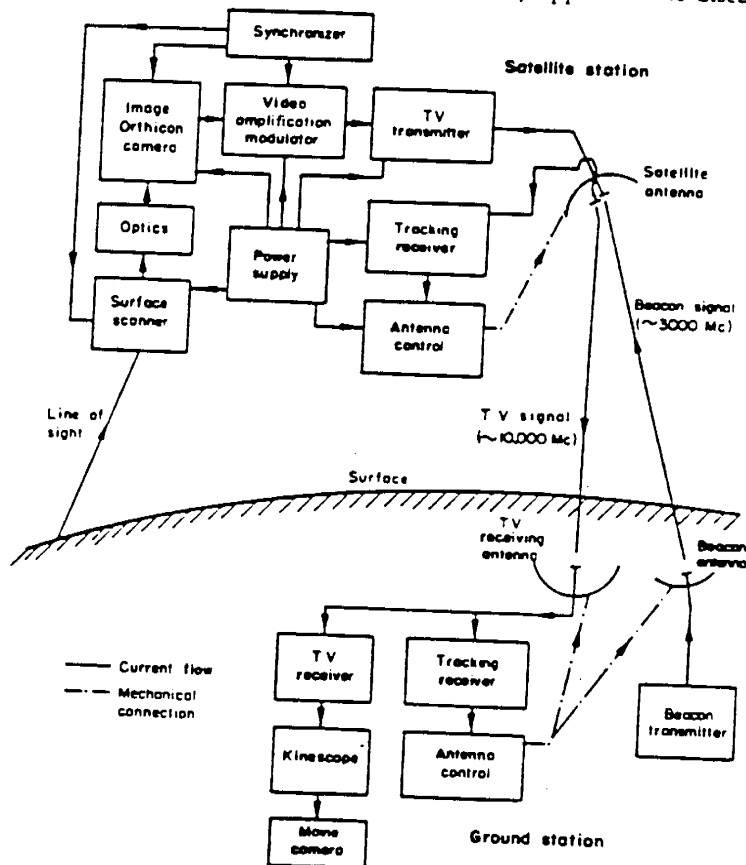 Synchronizer
Satellite station
Image
Orthicon
camera
Video
amplification
modulator
TV
transmitter
Satellite
antenna
Optics
Power
supply
Tracking
receiver
Surface
scanner
Antenna
control
Beacon signal
(~3000 Mc)
Line of
sight
TV signal
(~10,000 Mc)
Surface
TV
receiving
antenna
Beacon
antenna
TV
receiver
Tracking
receiver
Current flow
Mechanical
connection
Beacon
transmitter
Kinescope
Antenna
control
Movie
camera
Ground station